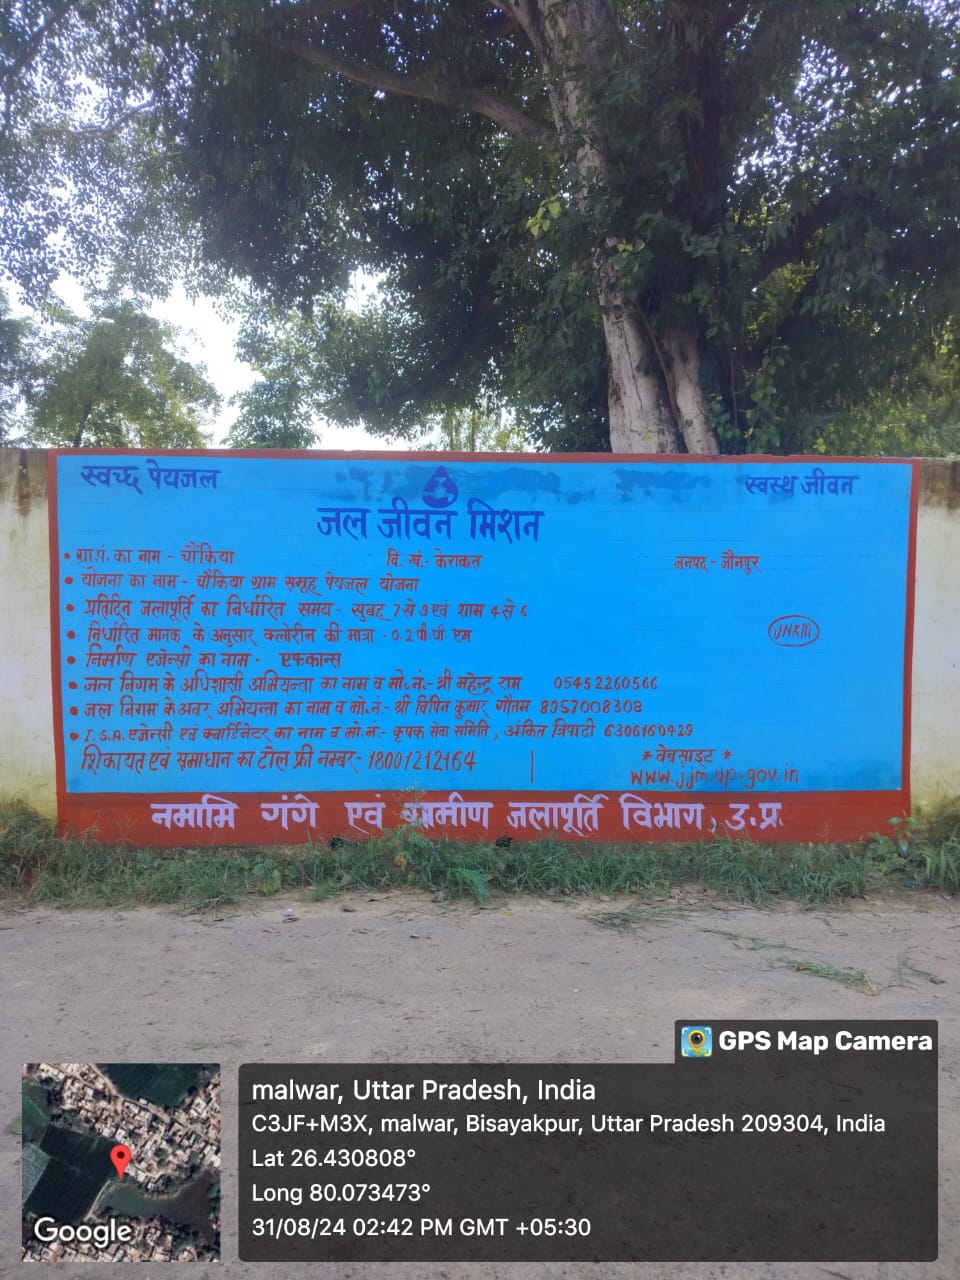 स्वच्छ पेयजल
स्वस्थ जीवन
जल जीवन मिशन
• ग्रा.पं. का नाम - चौकिया वि. खं.- केराकत जनपद - जौनपुर
• योजना का नाम - चौकिया ग्राम समूह पेयजल योजना
• प्रतिदिन जलापूर्ति का निर्धारित समय - सुबह 7 से 9 एवं शाम 4 से 6
• निर्धारित मानक के अनुसार क्लोरीन की मात्रा - 0.2 पी. पी. एम
JNKM
• निर्माण एजेन्सी का नाम - एफकान्स
• जल निगम के अधिशासी अभियन्ता का नाम व मो. नं.- श्री महेन्द्र राम 05452260566
• जल निगम के अवर अभियन्ता का नाम व मो. नं.- श्री विपिन कुमार गौतम 8957008308
• I.S.A. एजेन्सी एवं क्वार्डिनेटर का नाम व मो. नं.- कृषक सेवा समिति, अंकित त्रिपाठी 6306160429
शिकायत एवं समाधान का टोल फ्री नम्बर - 18001212164
* वेबसाइट *
www.jjm.up.gov.in
नमामि गंगे एवं ग्रामीण जलापूर्ति विभाग, उ.प्र.
GPS Map Camera
malwar, Uttar Pradesh, India
C3JF+M3X, malwar, Bisayakpur, Uttar Pradesh 209304, India
Lat 26.430808°
Long 80.073473°
31/08/24 02:42 PM GMT +05:30
Google